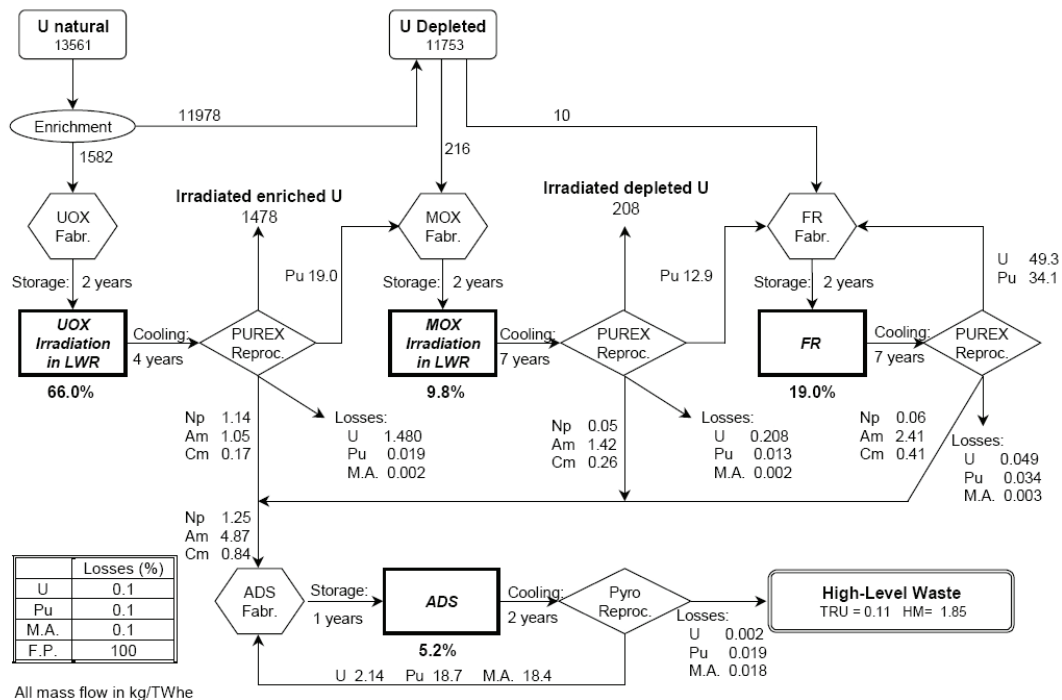 U natural
13561
U Depleted
11753
Enrichment
11978
10
1582
216
Irradiated enriched U
1478
Irradiated depleted U
208
UOX
Fabr.
MOX
Fabr.
FR
Fabr.
Pu 19.0
Pu 12.9
U 49.3
Pu 34.1
Storage: 2 years
Storage: 2 years
Storage: 2 years
UOX
Irradiation
in LWR
66.0%
Cooling:
4 years
PUREX
Reproc.
MOX
Irradiation
in LWR
9.8%
Cooling:
7 years
PUREX
Reproc.
FR
19.0%
Cooling:
7 years
PUREX
Reproc.
Np 1.14
Am 1.05
Cm 0.17
Losses:
U 1.480
Pu 0.019
M.A. 0.002
Np 0.05
Am 1.42
Cm 0.26
Losses:
U 0.208
Pu 0.013
M.A. 0.002
Np 0.06
Am 2.41
Cm 0.41
Losses:
U 0.049
Pu 0.034
M.A. 0.003
Np 1.25
Am 4.87
Cm 0.84
Losses (%)
U 0.1
Pu 0.1
M.A. 0.1
F.P. 100
ADS
Fabr.
Storage:
1 years
ADS
5.2%
Cooling:
2 years
Pyro
Reproc.
Losses:
U 0.002
Pu 0.019
M.A. 0.018
High-Level Waste
TRU = 0.11 HM= 1.85
U 2.14 Pu 18.7 M.A. 18.4
All mass flow in kg/TWhe